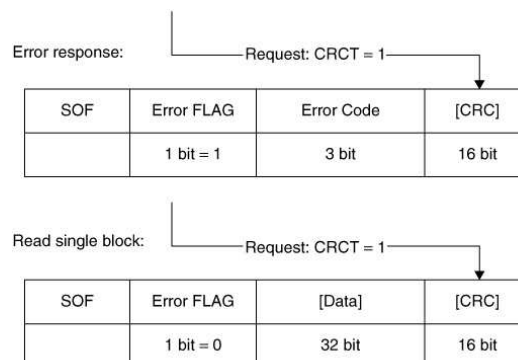 Error response:
Request: CRCT = 1
SOF Error FLAG Error Code [CRC]
1 bit = 1 3 bit 16 bit
Read single block:
Request: CRCT = 1
SOF Error FLAG [Data] [CRC]
1 bit = 0 32 bit 16 bit